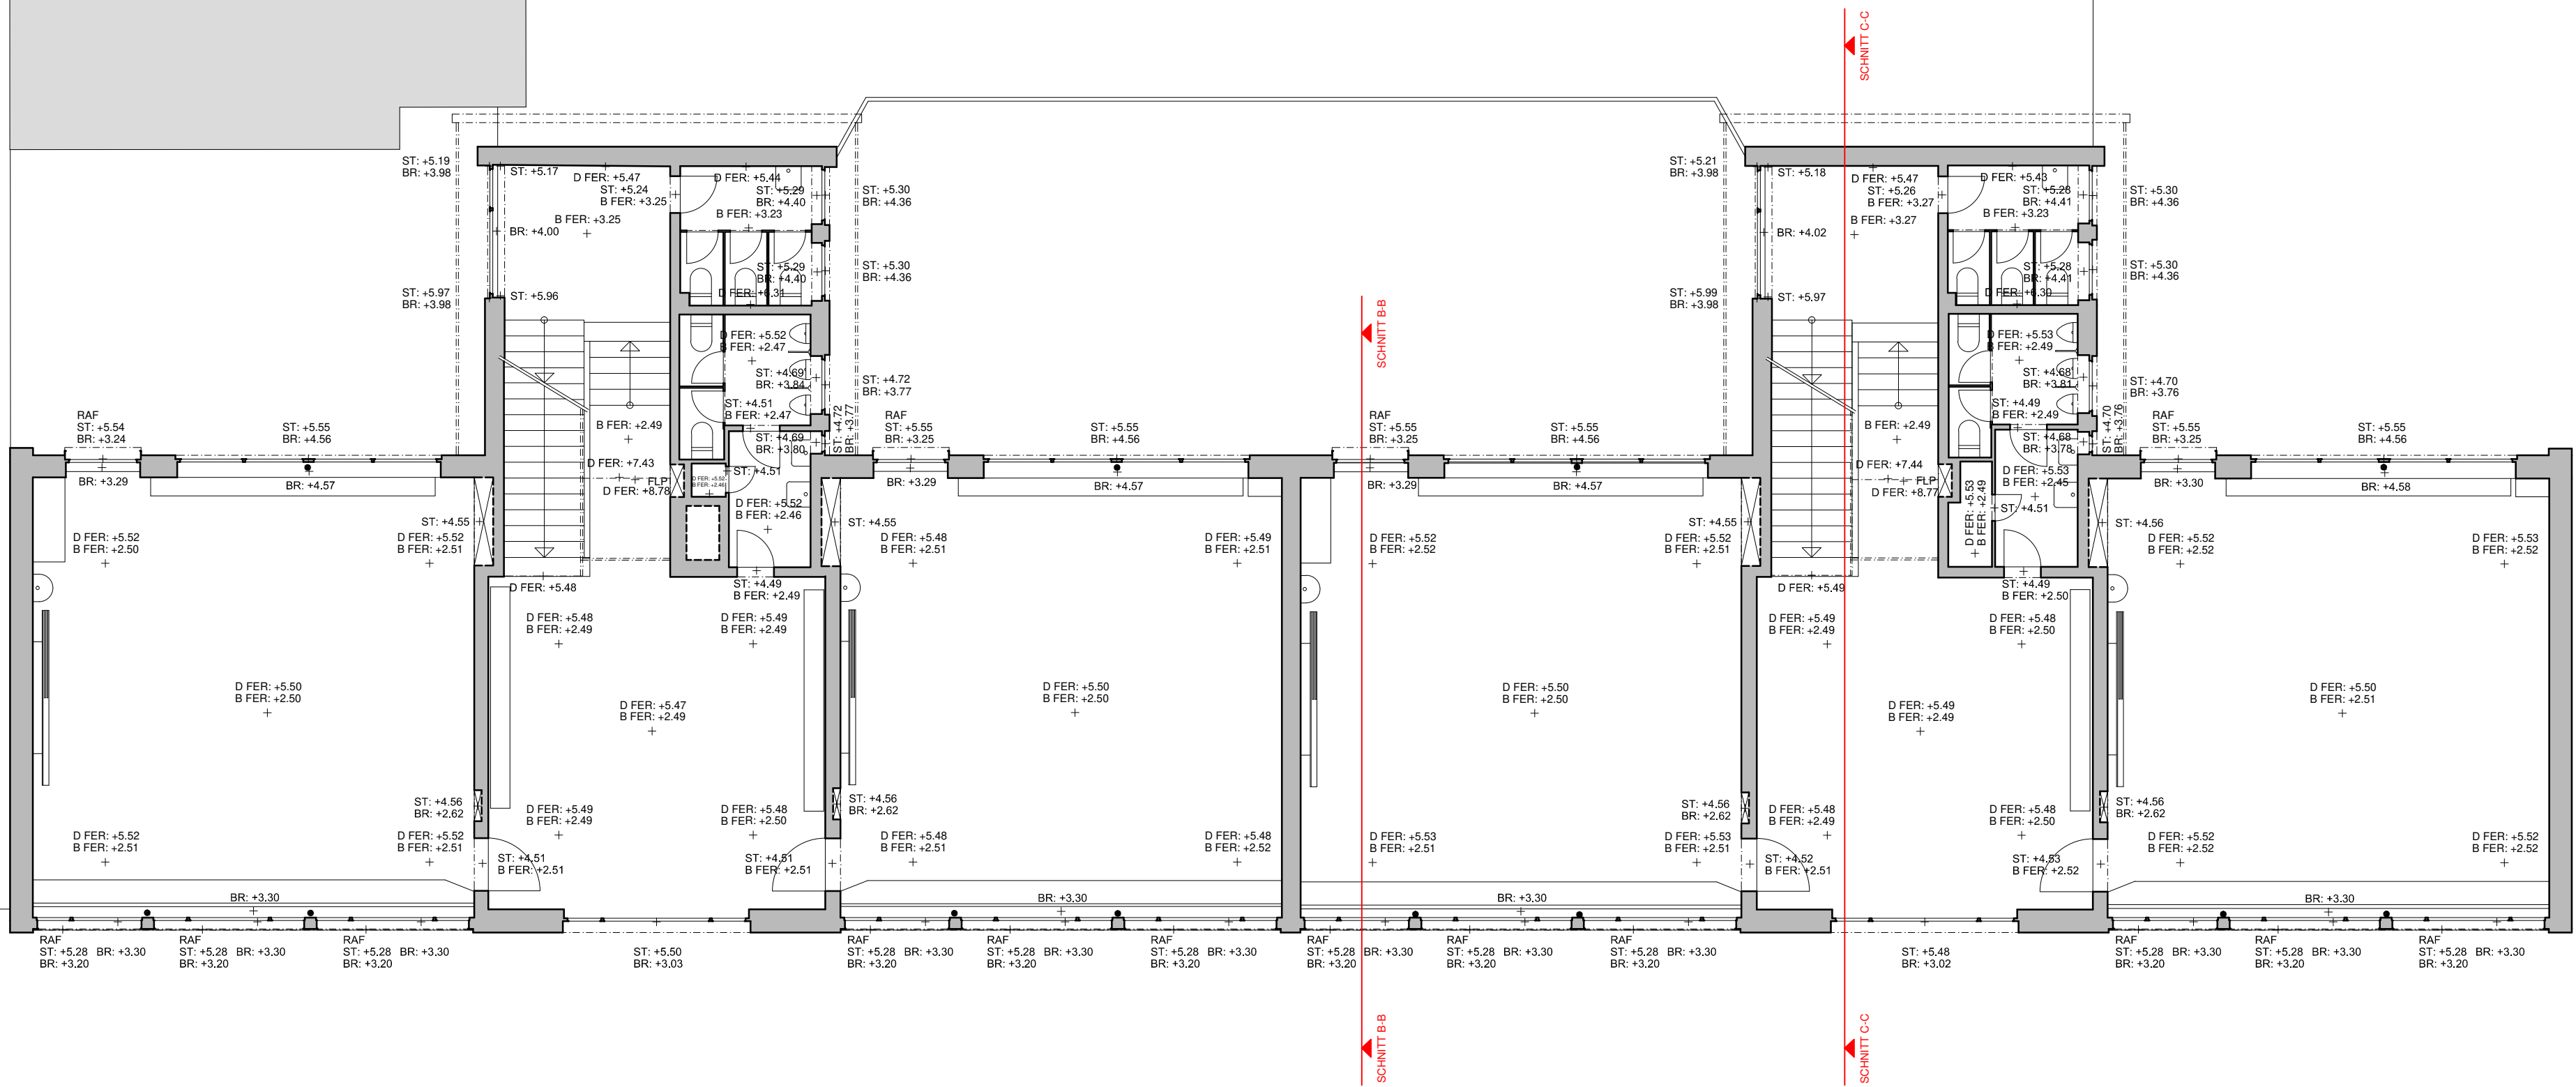 SCHNITT C-C
ST: +5.19
BR: +3.98
ST: +5.17
D FER: +5.47
ST: +5.24
B FER: +3.25
B FER: +3.25
BR: +4.00
D FER: +5.44
ST: +5.29
BR: +4.40
B FER: +3.23
ST: +5.30
BR: +4.36
ST: +5.29
BR: +4.40
D FER: +6.31
ST: +5.30
BR: +4.36
ST: +5.97
BR: +3.98
ST: +5.96
D FER: +5.52
B FER: +2.47
ST: +4.69
BR: +3.84
ST: +4.72
BR: +3.77
ST: +4.51
B FER: +2.47
ST: +4.69
BR: +3.80
ST: +4.72
BR: +3.77
B FER: +2.49
D FER: +7.43
FLP
D FER: +8.78
ST: +4.51
D FER: +5.52
B FER: +2.46
D FER: +5.52
B FER: +2.46
ST: +5.21
BR: +3.98
ST: +5.18
D FER: +5.47
ST: +5.26
B FER: +3.27
B FER: +3.27
BR: +4.02
D FER: +5.43
ST: +5.28
BR: +4.41
B FER: +3.23
ST: +5.30
BR: +4.36
ST: +5.28
BR: +4.41
D FER: +6.30
ST: +5.30
BR: +4.36
ST: +5.99
BR: +3.98
ST: +5.97
SCHNITT B-B
D FER: +5.53
B FER: +2.49
ST: +4.68
BR: +3.81
ST: +4.70
BR: +3.76
ST: +4.49
B FER: +2.49
ST: +4.68
BR: +3.78
ST: +4.70
BR: +3.76
B FER: +2.49
D FER: +7.44
FLP
D FER: +8.77
D FER: +5.53
B FER: +2.45
ST: +4.51
D FER: +5.53
B FER: +2.49
RAF
ST: +5.54
BR: +3.24
ST: +5.55
BR: +4.56
BR: +3.29
BR: +4.57
RAF
ST: +5.55
BR: +3.25
ST: +5.55
BR: +4.56
BR: +3.29
BR: +4.57
RAF
ST: +5.55
BR: +3.25
ST: +5.55
BR: +4.56
BR: +3.29
BR: +4.57
RAF
ST: +5.55
BR: +3.25
ST: +5.55
BR: +4.56
BR: +3.30
BR: +4.58
D FER: +5.52
B FER: +2.50
ST: +4.55
D FER: +5.52
B FER: +2.51
ST: +4.55
D FER: +5.48
B FER: +2.51
D FER: +5.49
B FER: +2.51
D FER: +5.52
B FER: +2.52
ST: +4.55
D FER: +5.52
B FER: +2.51
ST: +4.56
D FER: +5.52
B FER: +2.52
D FER: +5.53
B FER: +2.52
D FER: +5.48
ST: +4.49
B FER: +2.49
D FER: +5.49
ST: +4.49
B FER: +2.50
D FER: +5.48
B FER: +2.49
D FER: +5.49
B FER: +2.49
D FER: +5.49
B FER: +2.49
D FER: +5.48
B FER: +2.50
D FER: +5.50
B FER: +2.50
D FER: +5.47
B FER: +2.49
D FER: +5.50
B FER: +2.50
D FER: +5.50
B FER: +2.50
D FER: +5.49
B FER: +2.49
D FER: +5.50
B FER: +2.51
ST: +4.56
BR: +2.62
D FER: +5.49
B FER: +2.49
D FER: +5.48
B FER: +2.50
ST: +4.56
BR: +2.62
ST: +4.56
BR: +2.62
D FER: +5.48
B FER: +2.49
D FER: +5.48
B FER: +2.50
ST: +4.56
BR: +2.62
D FER: +5.52
B FER: +2.51
D FER: +5.52
B FER: +2.51
D FER: +5.48
B FER: +2.51
D FER: +5.48
B FER: +2.52
D FER: +5.53
B FER: +2.51
D FER: +5.53
B FER: +2.51
D FER: +5.52
B FER: +2.52
D FER: +5.52
B FER: +2.52
ST: +4.51
B FER: +2.51
ST: +4.51
B FER: +2.51
ST: +4.52
B FER: +2.51
ST: +4.53
B FER: +2.52
BR: +3.30
BR: +3.30
BR: +3.30
BR: +3.30
RAF
ST: +5.28 BR: +3.30
BR: +3.20
RAF
ST: +5.28 BR: +3.30
BR: +3.20
RAF
ST: +5.28 BR: +3.30
BR: +3.20
ST: +5.50
BR: +3.03
RAF
ST: +5.28 BR: +3.30
BR: +3.20
RAF
ST: +5.28 BR: +3.30
BR: +3.20
RAF
ST: +5.28 BR: +3.30
BR: +3.20
RAF
ST: +5.28 BR: +3.30
BR: +3.20
RAF
ST: +5.28 BR: +3.30
BR: +3.20
RAF
ST: +5.28 BR: +3.30
BR: +3.20
ST: +5.48
BR: +3.02
RAF
ST: +5.28 BR: +3.30
BR: +3.20
RAF
ST: +5.28 BR: +3.30
BR: +3.20
RAF
ST: +5.28 BR: +3.30
BR: +3.20
SCHNITT B-B
SCHNITT C-C